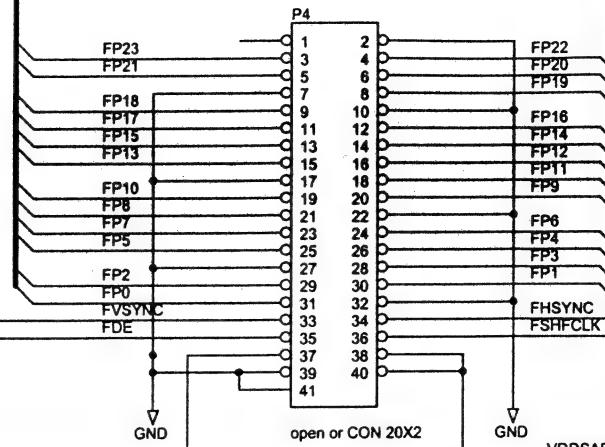 P4
1 2
FP23 3 4 FP22
FP21 5 6 FP20
7 8 FP19
FP18 9 10
FP17 11 12 FP16
FP15 13 14 FP14
FP13 15 16 FP12
17 18 FP11
FP10 19 20 FP9
FP8 21 22
FP7 23 24 FP6
FP5 25 26 FP4
27 28 FP3
FP2 29 30 FP1
FP0 31 32
FVSYNC 33 34 FHSYNC
FDE 35 36 FSHFCLK
37 38
39 40
41
GND open or CON 20X2 GND